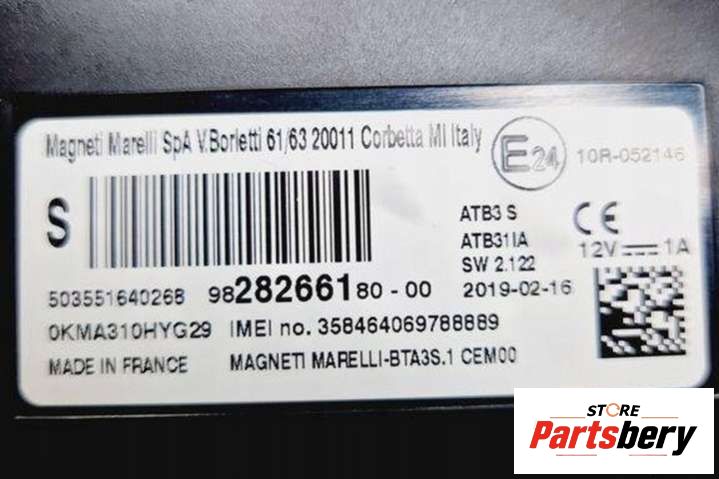 Magneti Marelli SpA V.Borletti 61/63 20011 Corbetta MI Italy
E24
10R-052146
S
ATB3 S
ATB311A
SW 2.122
2019-02-16
CE
12V⎓1A
503551640268
9828266180-00
0KMA310HYG29
IMEI no. 358464069788889
MADE IN FRANCE
MAGNETI MARELLI-BTA3S.1 CEM00
STORE
Partsbery